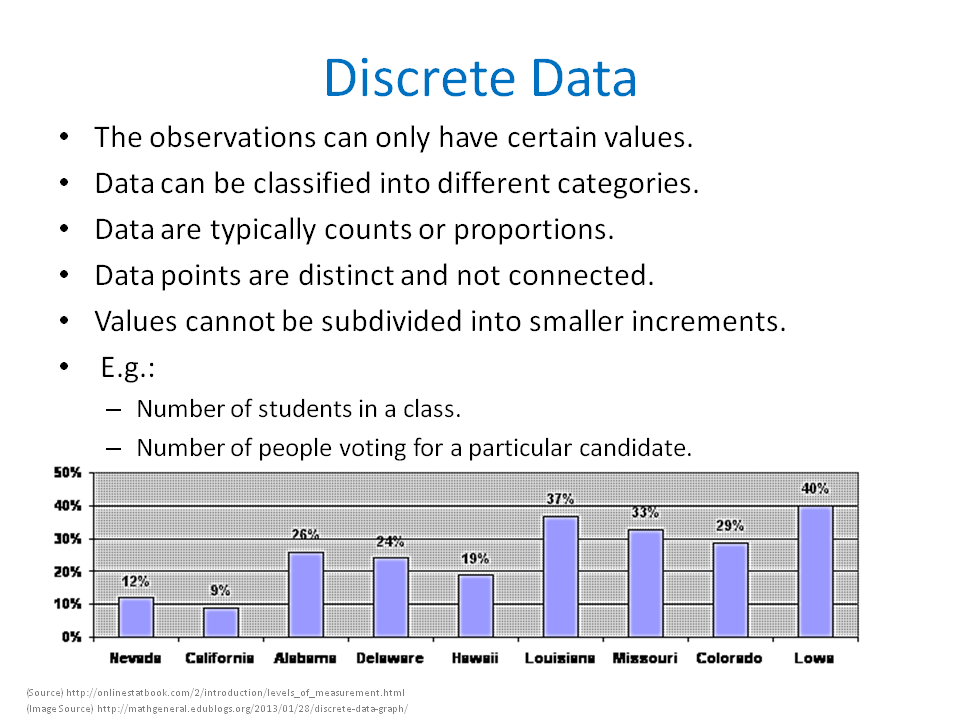 Discrete Data
• The observations can only have certain values.
• Data can be classified into different categories.
• Data are typically counts or proportions.
• Data points are distinct and not connected.
• Values cannot be subdivided into smaller increments.
• E.g.:
– Number of students in a class.
– Number of people voting for a particular candidate.
50%
40%
30%
20%
10%
0%
12% 9% 26% 24% 19% 37% 33% 29% 40%
Nevada California Alabama Delaware Hawaii Louisiana Missouri Colorado Lowa
(Source) http://onlinestatbook.com/2/introduction/levels_of_measurement.html
(Image Source) http://mathgeneral.edublogs.org/2013/01/28/discrete-data-graph/